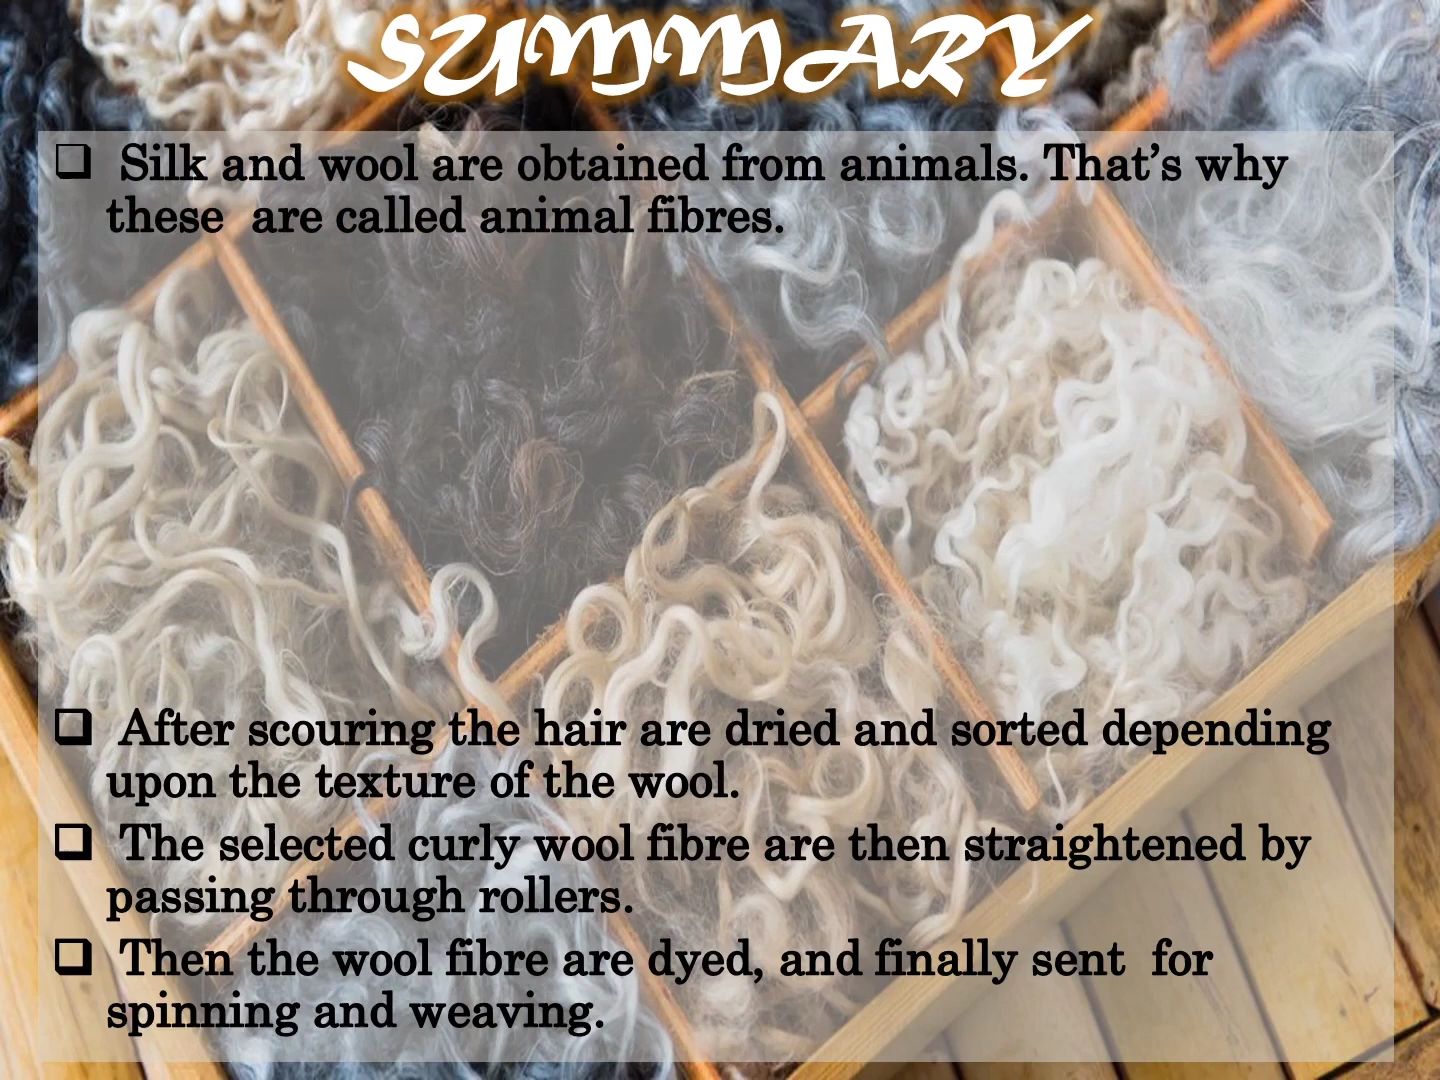 SUMMARY
❑ Silk and wool are obtained from animals. That’s why
these  are called animal fibres.
❑ After scouring the hair are dried and sorted depending
upon the texture of the wool.
❑ The selected curly wool fibre are then straightened by
passing through rollers.
❑ Then the wool fibre are dyed, and finally sent  for
spinning and weaving.